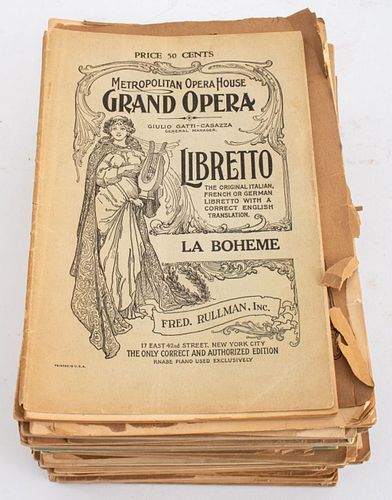 PRICE 50 CENTS
METROPOLITAN OPERA HOUSE
GRAND OPERA
GIULIO GATTI-CASAZZA
GENERAL MANAGER.
LIBRETTO
THE ORIGINAL ITALIAN,
FRENCH OR GERMAN
LIBRETTO WITH A
CORRECT ENGLISH
TRANSLATION.
LA BOHEME
FRED. RULLMAN, INC.
17 EAST 42nd STREET, NEW YORK CITY
THE ONLY CORRECT AND AUTHORIZED EDITION
KNABE PIANO USED EXCLUSIVELY
PRINTED IN U.S.A.